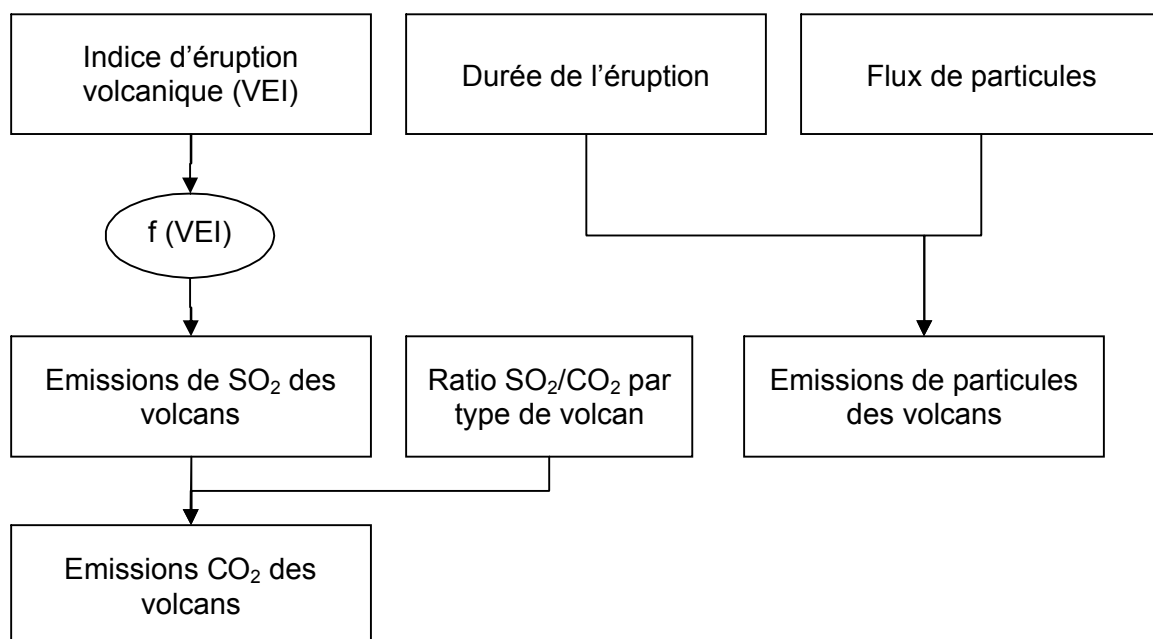 Indice d’éruption
volcanique (VEI)
Durée de l’éruption
Flux de particules
f (VEI)
Emissions de SO₂ des
volcans
Ratio SO₂/CO₂ par
type de volcan
Emissions de particules
des volcans
Emissions CO₂ des
volcans